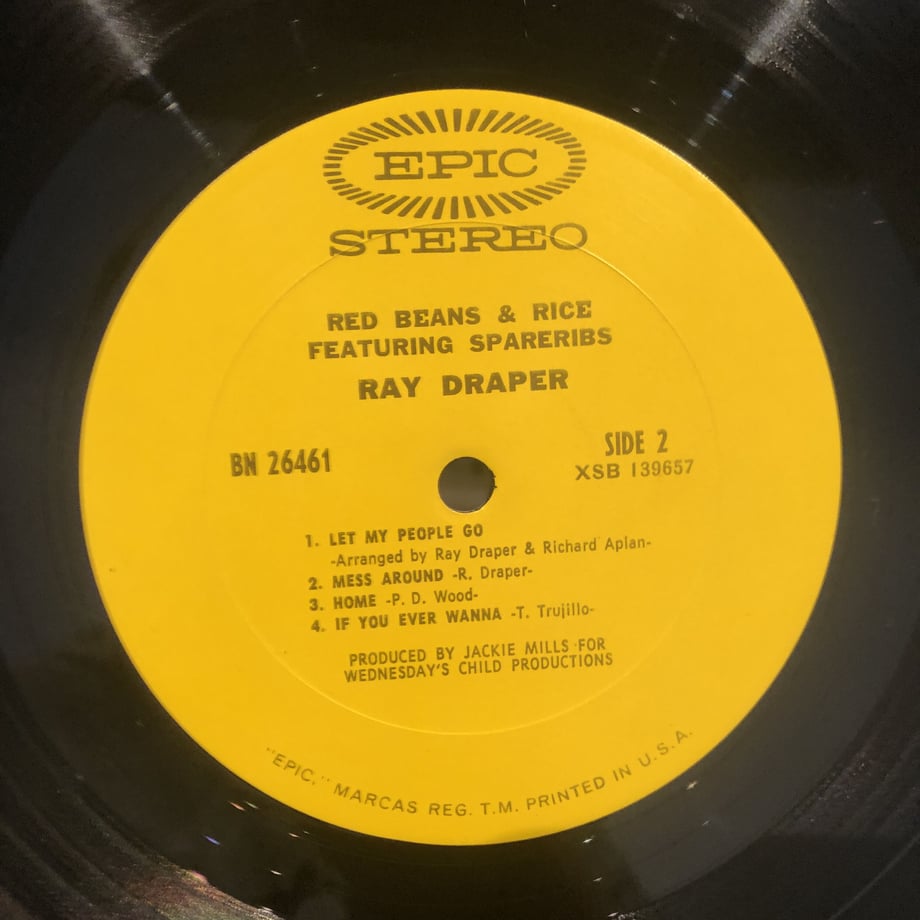 EPIC
STEREO
RED BEANS & RICE
FEATURING SPARERIBS
RAY DRAPER
BN 26461
SIDE 2
XSB 139657
1. LET MY PEOPLE GO
-Arranged by Ray Draper & Richard Aplan-
2. MESS AROUND -R. Draper-
3. HOME -P. D. Wood-
4. IF YOU EVER WANNA -T. Trujillo-
PRODUCED BY JACKIE MILLS FOR
WEDNESDAY'S CHILD PRODUCTIONS
"EPIC," MARCAS REG. T.M. PRINTED IN U.S.A.